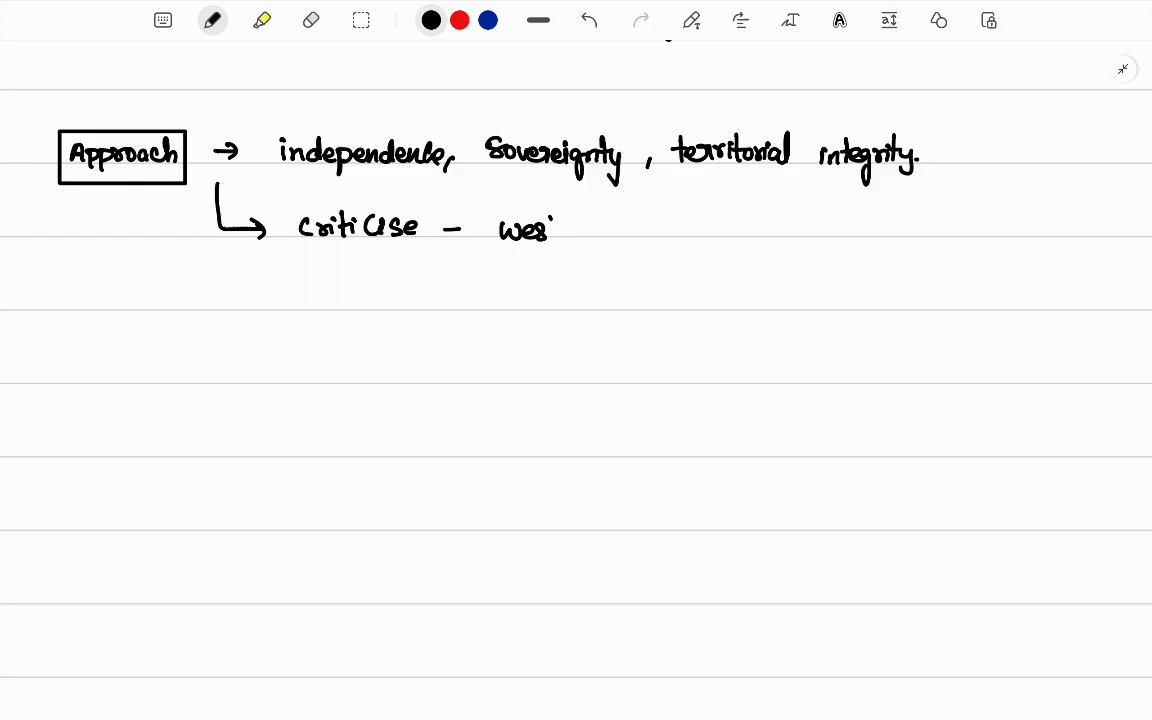 Approach → independence, Sovereignty, territorial integrity.
criticise - wes